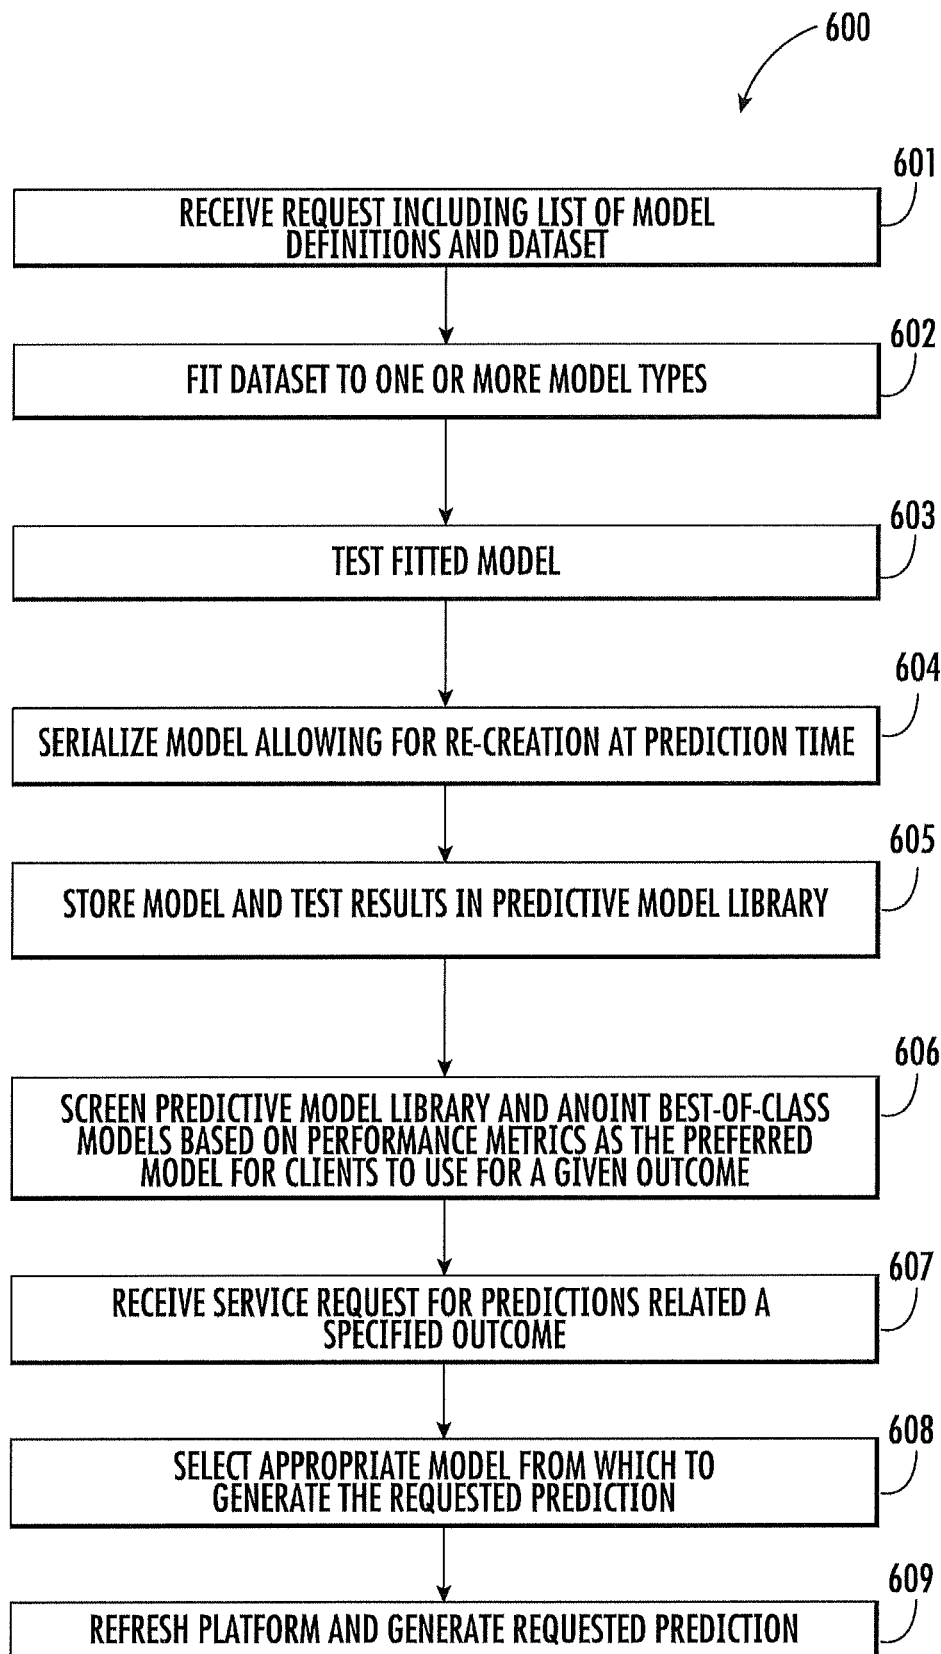 600
601
RECEIVE REQUEST INCLUDING LIST OF MODEL
DEFINITIONS AND DATASET
602
FIT DATASET TO ONE OR MORE MODEL TYPES
603
TEST FITTED MODEL
604
SERIALIZE MODEL ALLOWING FOR RE-CREATION AT PREDICTION TIME
605
STORE MODEL AND TEST RESULTS IN PREDICTIVE MODEL LIBRARY
606
SCREEN PREDICTIVE MODEL LIBRARY AND ANOINT BEST-OF-CLASS
MODELS BASED ON PERFORMANCE METRICS AS THE PREFERRED
MODEL FOR CLIENTS TO USE FOR A GIVEN OUTCOME
607
RECEIVE SERVICE REQUEST FOR PREDICTIONS RELATED A
SPECIFIED OUTCOME
608
SELECT APPROPRIATE MODEL FROM WHICH TO
GENERATE THE REQUESTED PREDICTION
609
REFRESH PLATFORM AND GENERATE REQUESTED PREDICTION